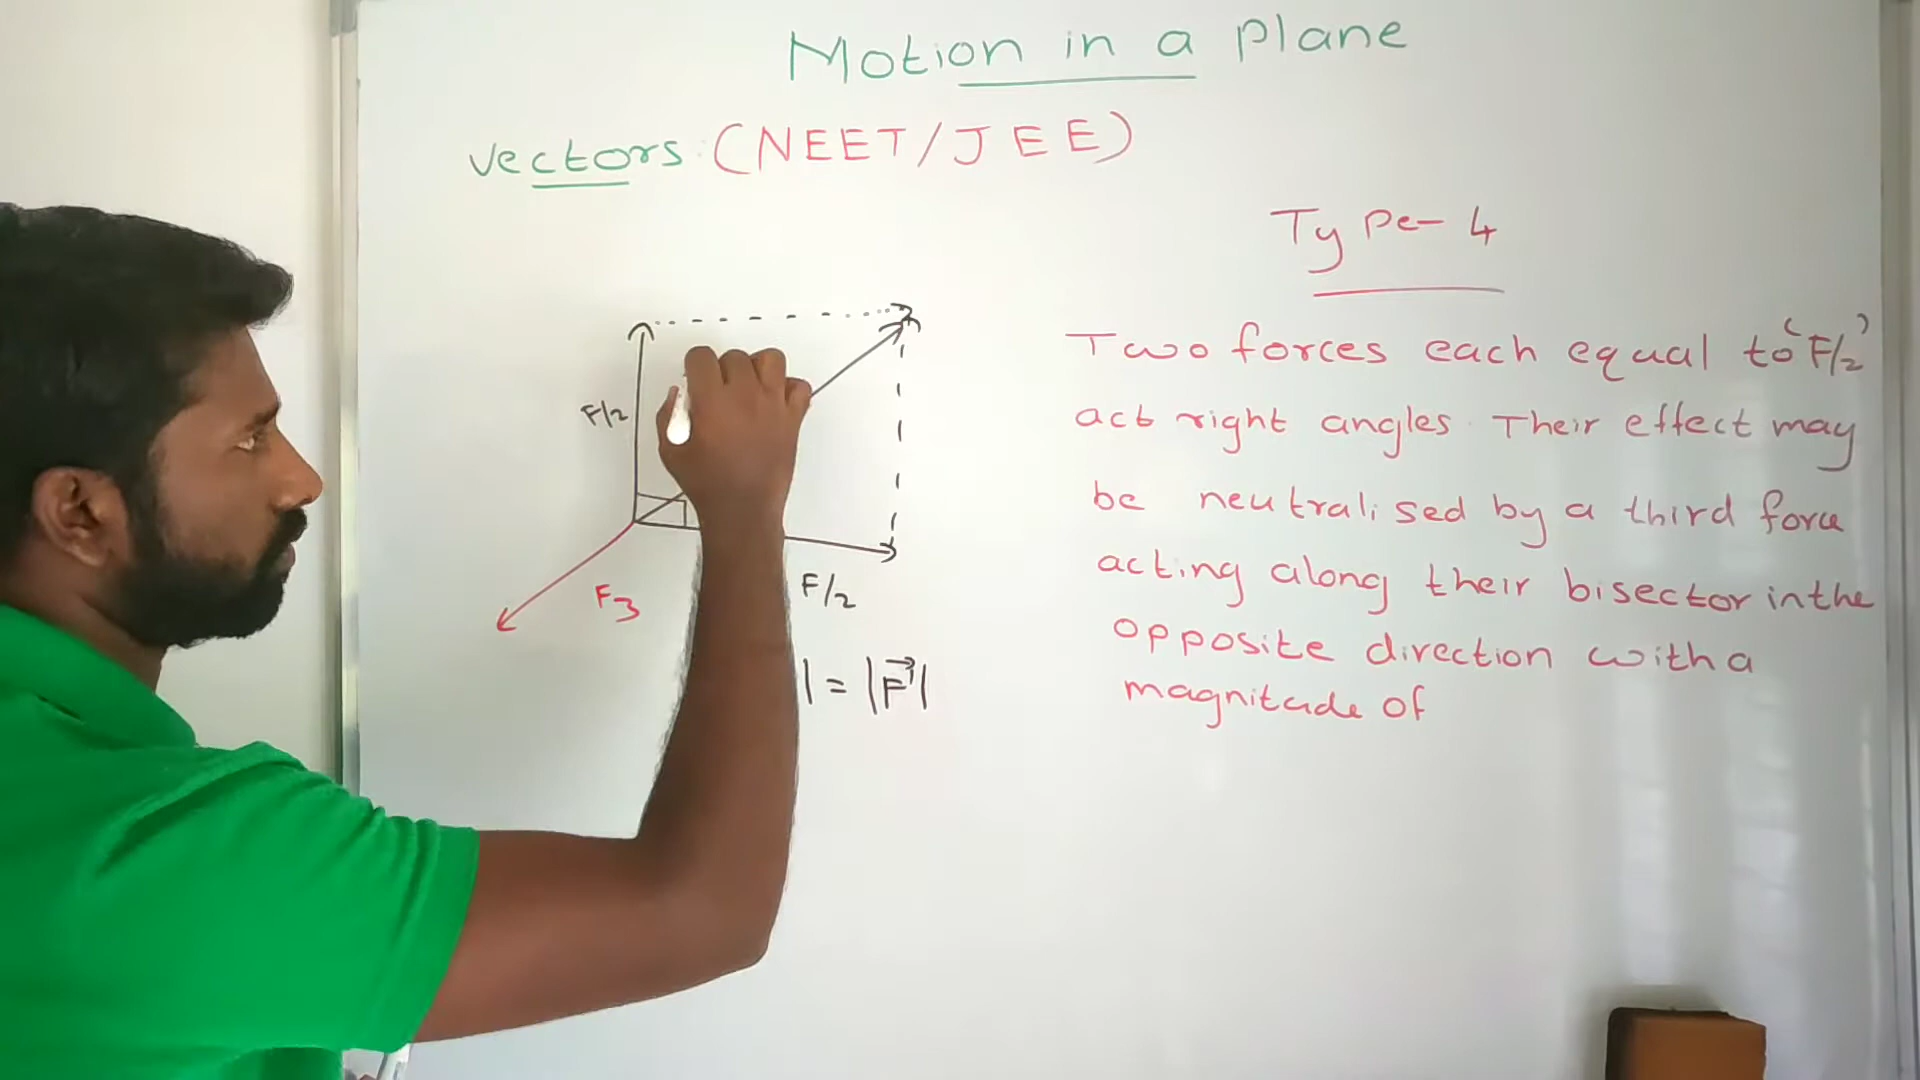 Motion in a plane
vectors: (NEET/JEE)
Type-4
Two forces each equal to 'F/2'
act right angles. Their effect may
be neutralised by a third force
acting along their bisector in the
opposite direction with a
magnitude of
F/2
F/2
F3
| = |F⃗|